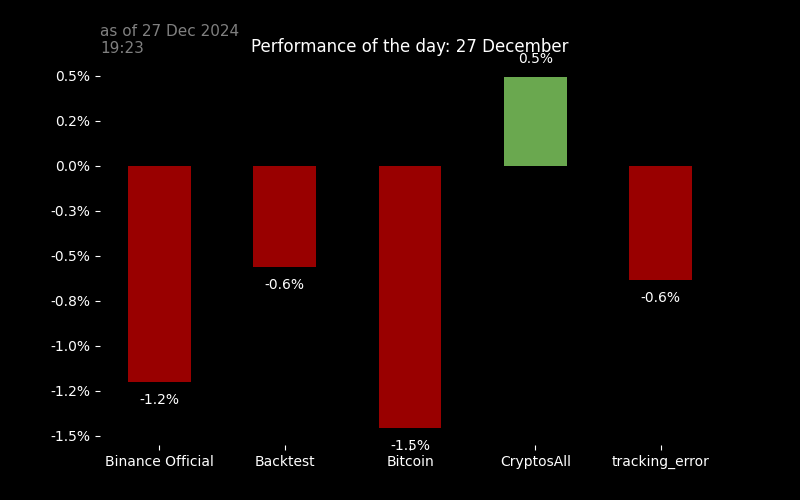 as of 27 Dec 2024
19:23
Performance of the day: 27 December
0.5%
0.5%
0.2%
0.0%
-0.3%
-0.5%
-0.8%
-1.0%
-1.2%
-1.5%
-1.2%
-0.6%
-1.5%
-0.6%
Binance Official
Backtest
Bitcoin
CryptosAll
tracking_error